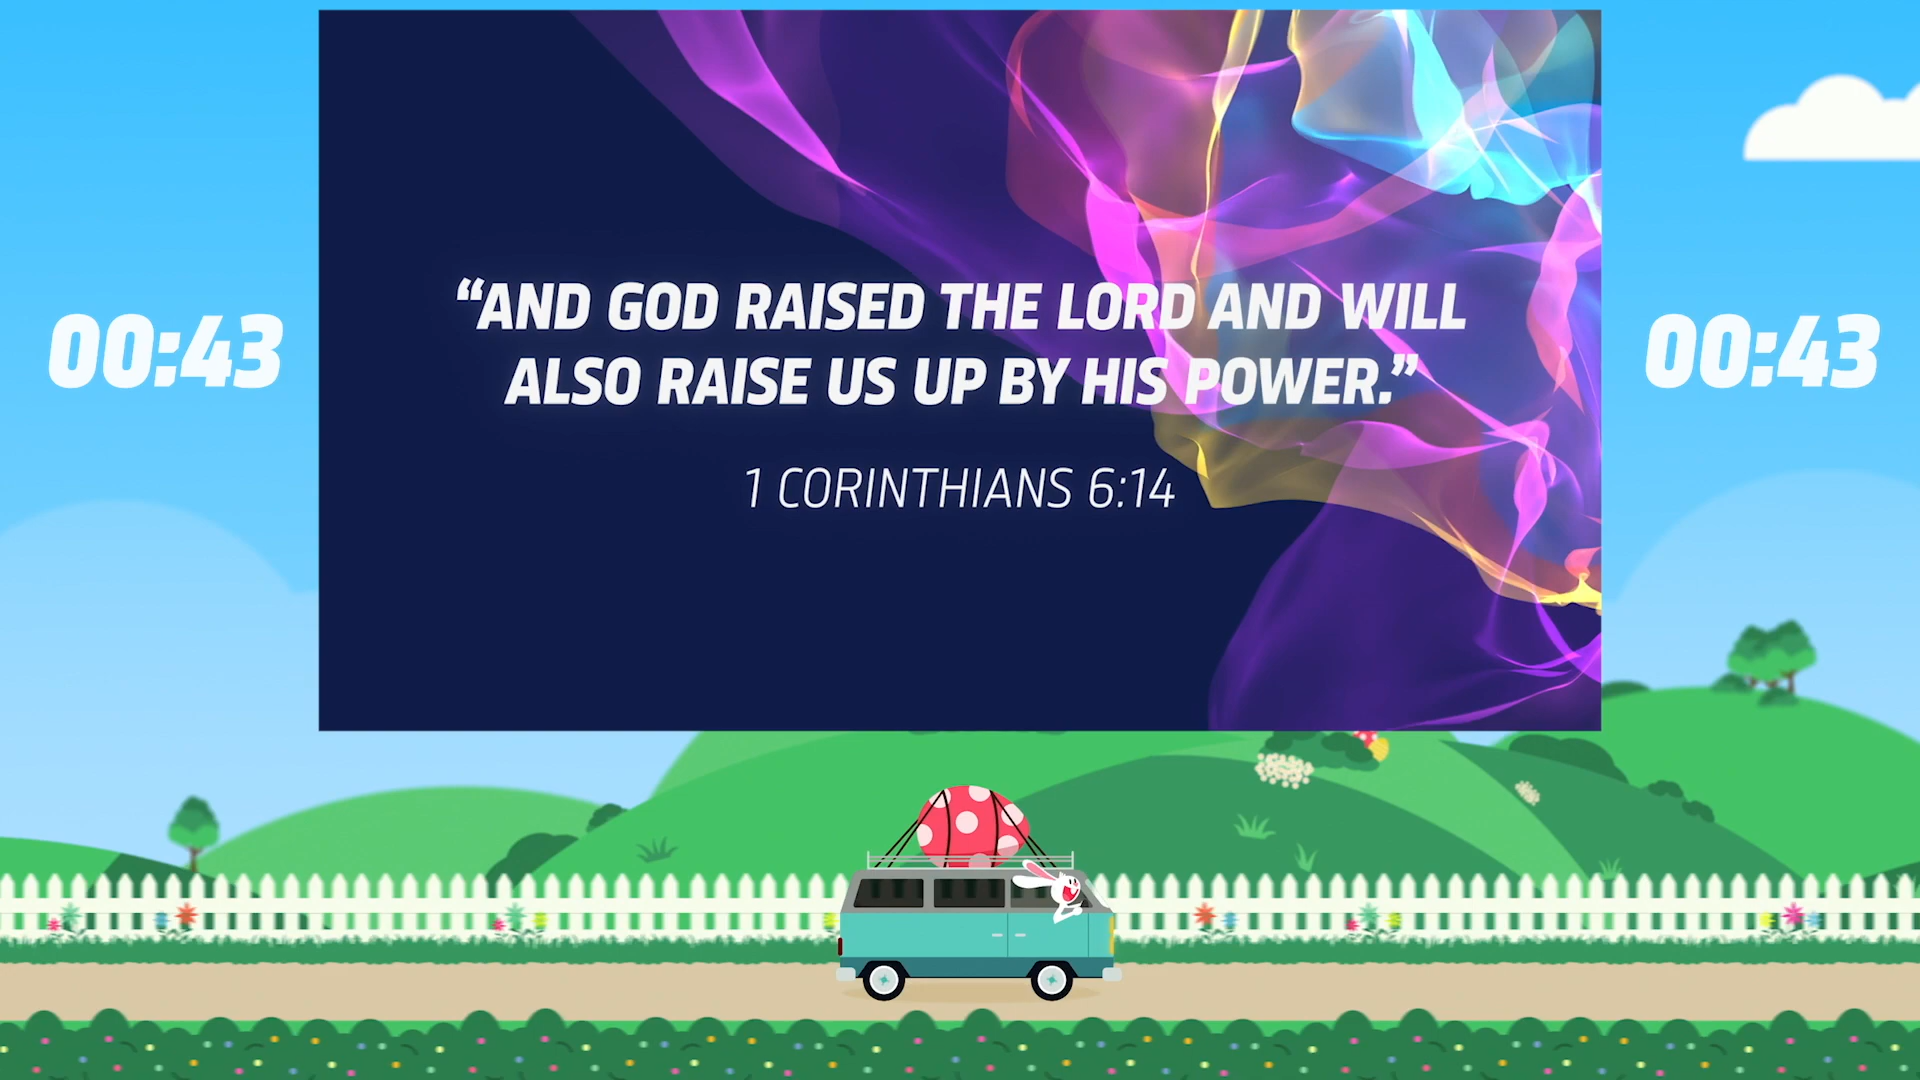 00:43
“AND GOD RAISED THE LORD AND WILL
ALSO RAISE US UP BY HIS POWER.”
1 CORINTHIANS 6:14
00:43